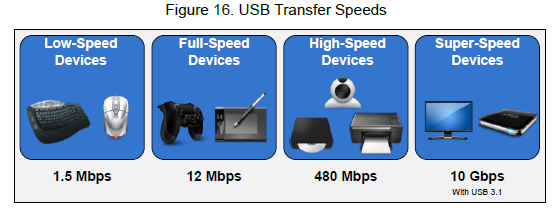 Figure 16. USB Transfer Speeds
Low-Speed Devices
Full-Speed Devices
High-Speed Devices
Super-Speed Devices
1.5 Mbps
12 Mbps
480 Mbps
10 Gbps
With USB 3.1